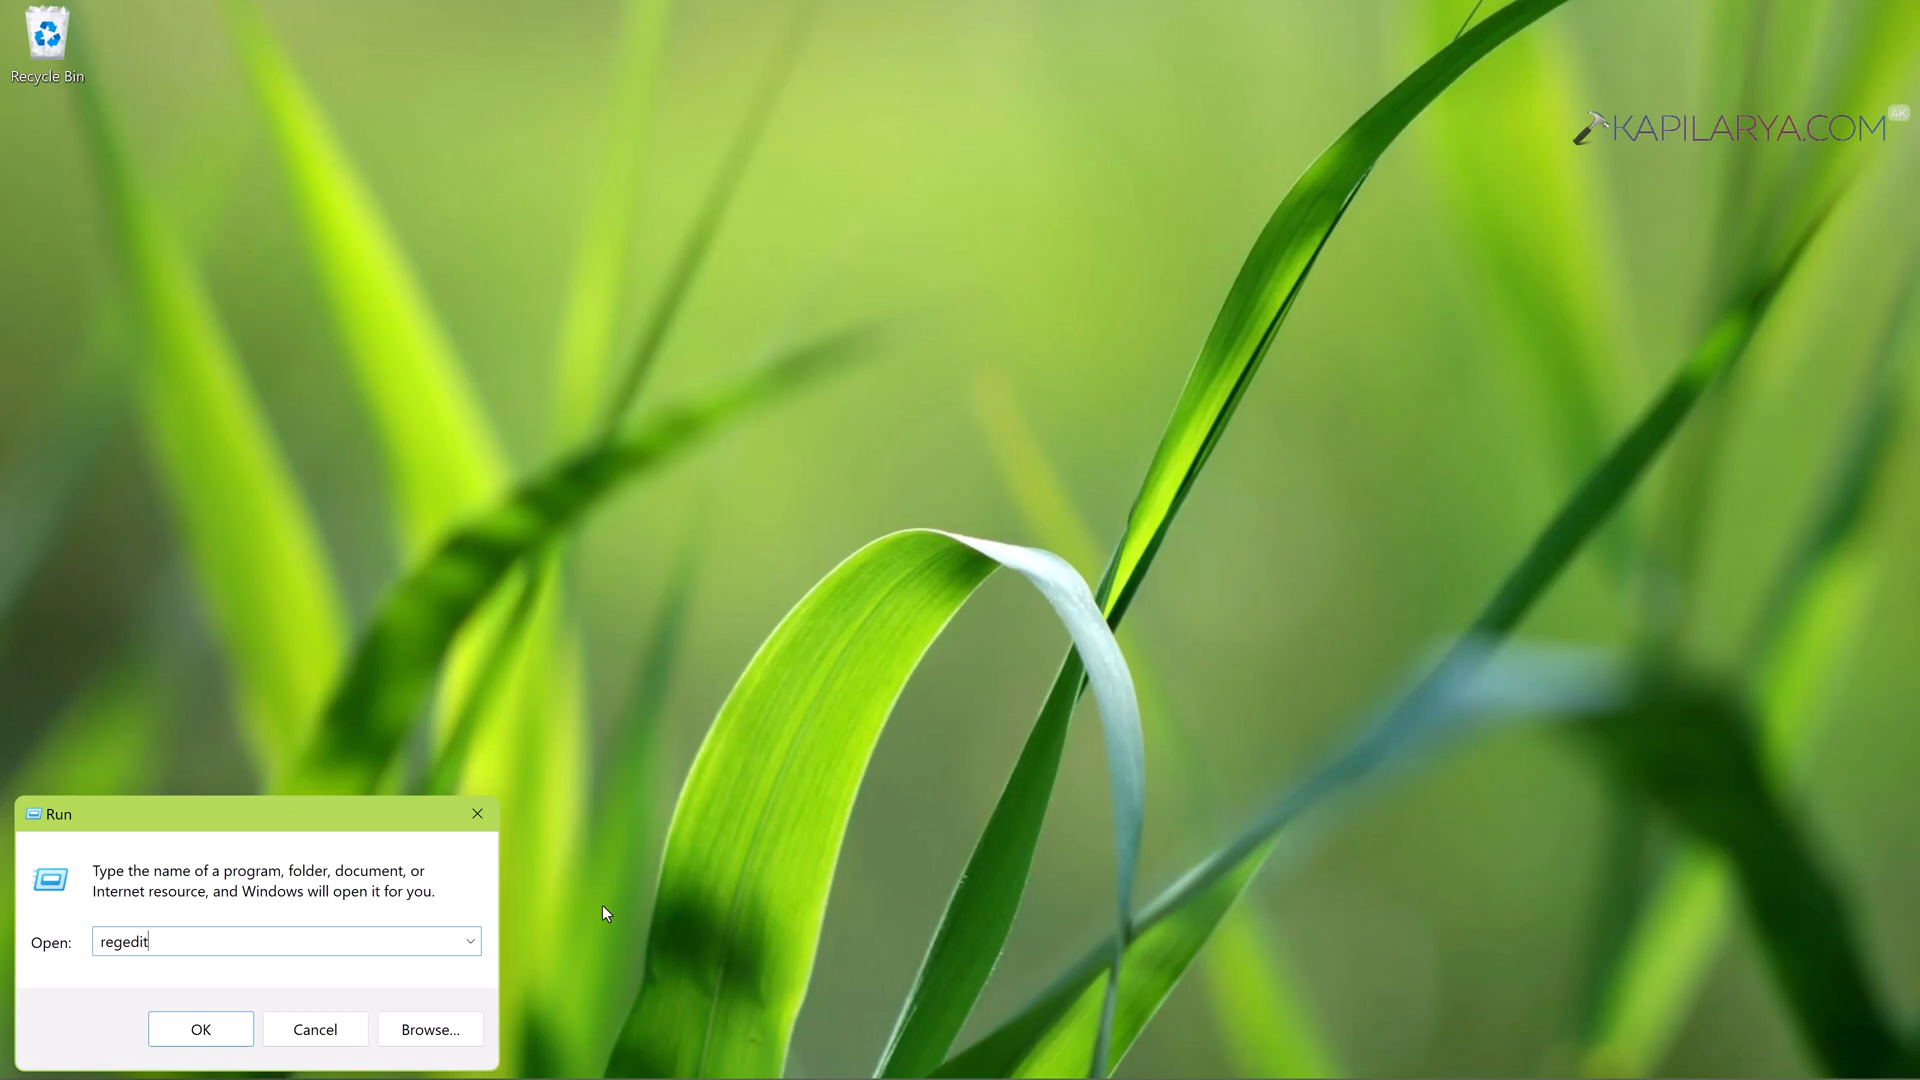 Recycle Bin
KAPILARYA.COM
4K
Run
Type the name of a program, folder, document, or
Internet resource, and Windows will open it for you.
Open: regedit
OK Cancel Browse...